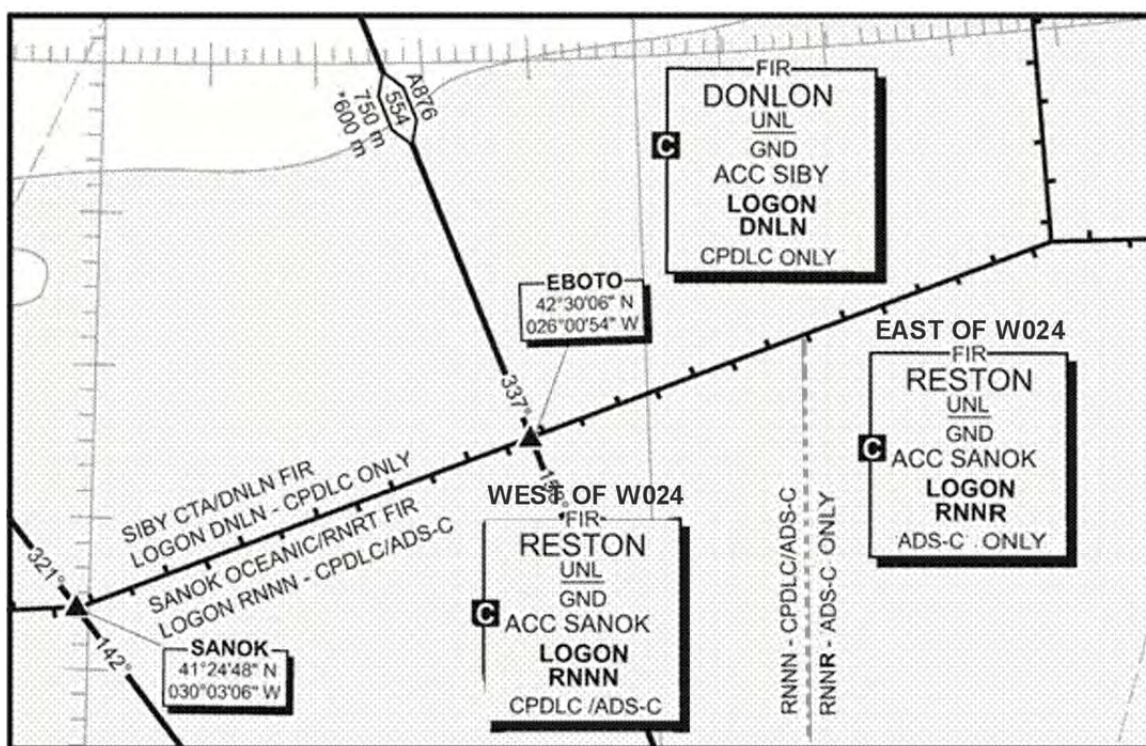 A876
554
750 m
*600 m
FIR
DONLON
UNL
GND
C
ACC SIBY
LOGON
DNLN
CPDLC ONLY
EBOTO
42°30'06" N
026°00'54" W
337°
EAST OF W024
FIR
RESTON
UNL
GND
C
ACC SANOK
LOGON
RNNR
ADS-C . ONLY
SIBY CTA/DNLN FIR
LOGON DNLN - CPDLC ONLY
SANOK OCEANIC/RNRT FIR
LOGON RNNN - CPDLC/ADS-C
WEST OF W024
FIR
RESTON
UNL
GND
C
ACC SANOK
LOGON
RNNN
CPDLC /ADS-C
RNNN - CPDLC/ADS-C
RNNR - ADS-C ONLY
321°
142°
SANOK
41°24'48" N
030°03'06" W